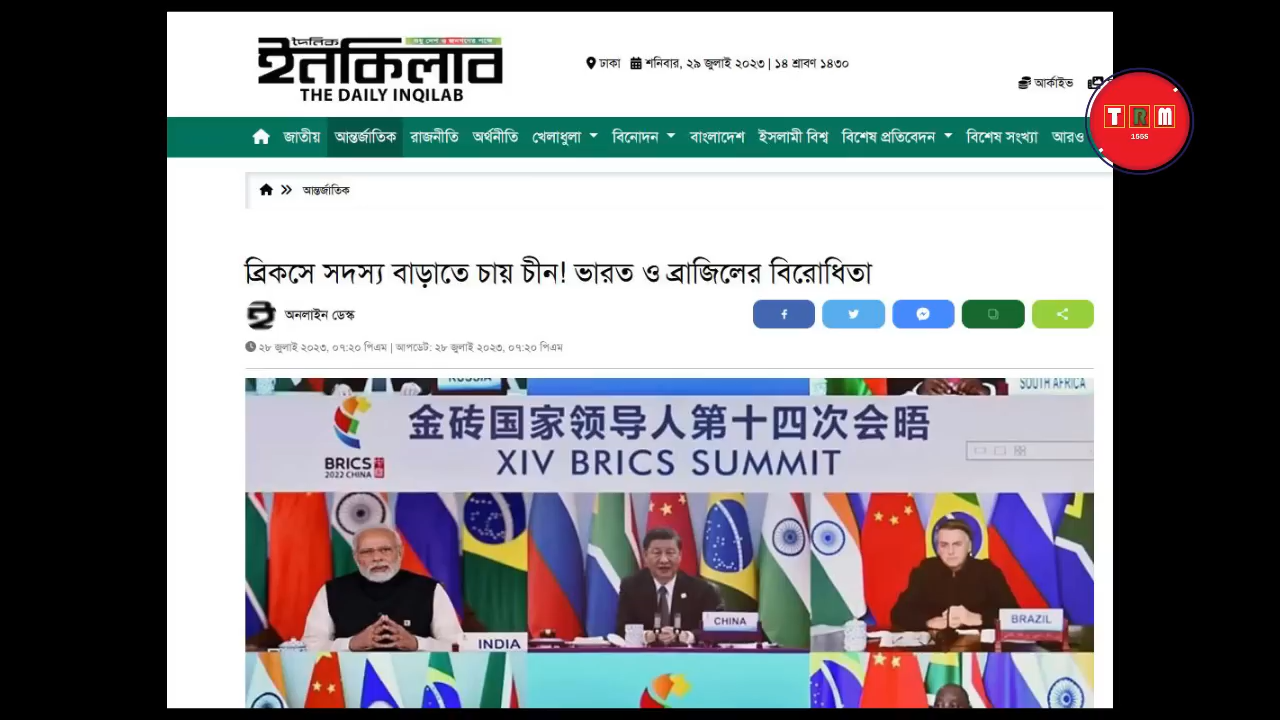 দৈনিক
শুধু দেশ ও জনগণের পক্ষে
ইনকিলাব
THE DAILY INQILAB
ঢাকা শনিবার, ২৯ জুলাই ২০২৩ | ১৪ শ্রাবণ ১৪৩০
আর্কাইভ
TRM
1555
জাতীয় আন্তর্জাতিক রাজনীতি অর্থনীতি খেলাধুলা বিনোদন বাংলাদেশ ইসলামী বিশ্ব বিশেষ প্রতিবেদন বিশেষ সংখ্যা আরও
আন্তর্জাতিক
ব্রিকসে সদস্য বাড়াতে চায় চীন! ভারত ও ব্রাজিলের বিরোধিতা
অনলাইন ডেস্ক
২৮ জুলাই ২০২৩, ০৭:২০ পিএম | আপডেট: ২৮ জুলাই ২০২৩, ০৭:২০ পিএম
RUSSIA
SOUTH AFRICA
金砖国家领导人第十四次会晤
XIV BRICS SUMMIT
BRICS
2022 CHINA
INDIA
CHINA
BRAZIL